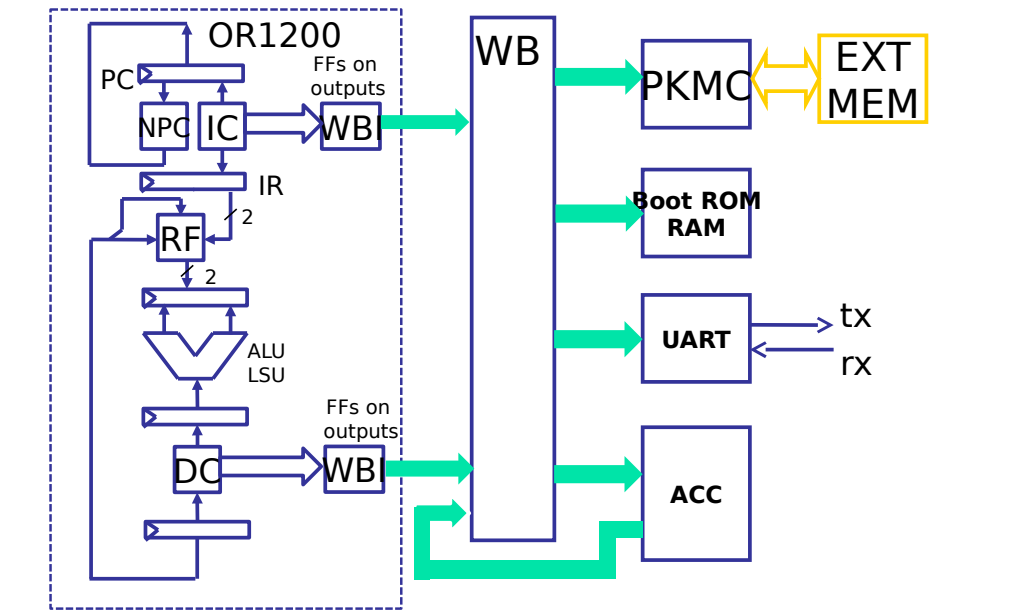 OR1200
WB
PC
FFs on
outputs
PKMC
EXT
MEM
NPC
IC
WBI
IR
2
RF
2
Boot ROM
RAM
UART
tx
rx
ALU
LSU
FFs on
outputs
DC
WBI
ACC